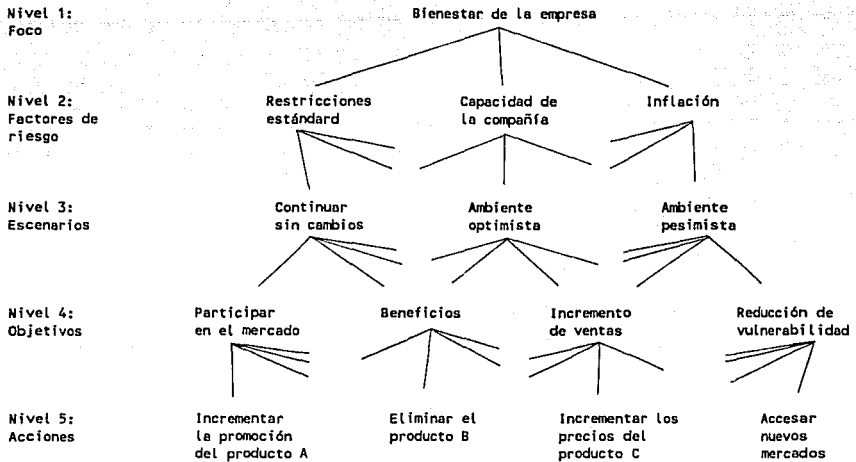 Nivel 1:
Foco
Bienestar de la empresa
Nivel 2:
Factores de
riesgo
Restricciones
estándard
Capacidad de
la compañía
Inflación
Nivel 3:
Escenarios
Continuar
sin cambios
Ambiente
optimista
Ambiente
pesimista
Nivel 4:
Objetivos
Participar
en el mercado
Beneficios
Incremento
de ventas
Reducción de
vulnerabilidad
Nivel 5:
Acciones
Incrementar
la promoción
del producto A
Eliminar el
producto B
Incrementar los
precios del
producto C
Accesar
nuevos
mercados